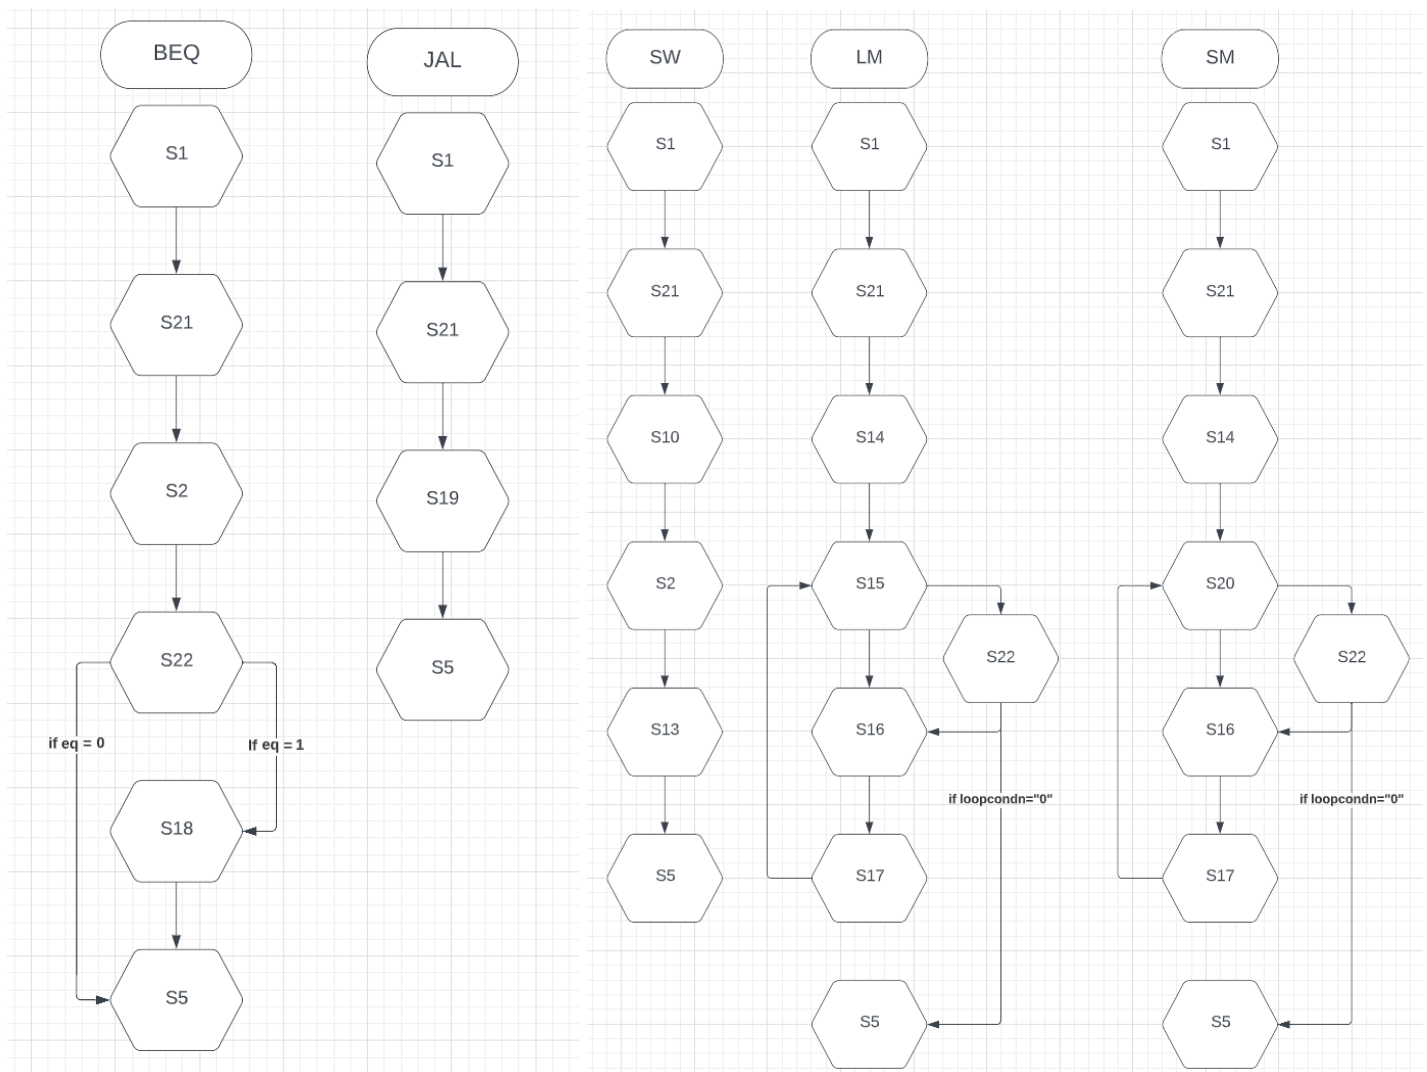 BEQ
S1
S21
S2
S22
if eq = 0
If eq = 1
S18
S5
JAL
S1
S21
S19
S5
SW
S1
S21
S10
S2
S13
S5
LM
S1
S21
S14
S15
S22
S16
if loopcondn="0"
S17
S5
SM
S1
S21
S14
S20
S22
S16
if loopcondn="0"
S17
S5